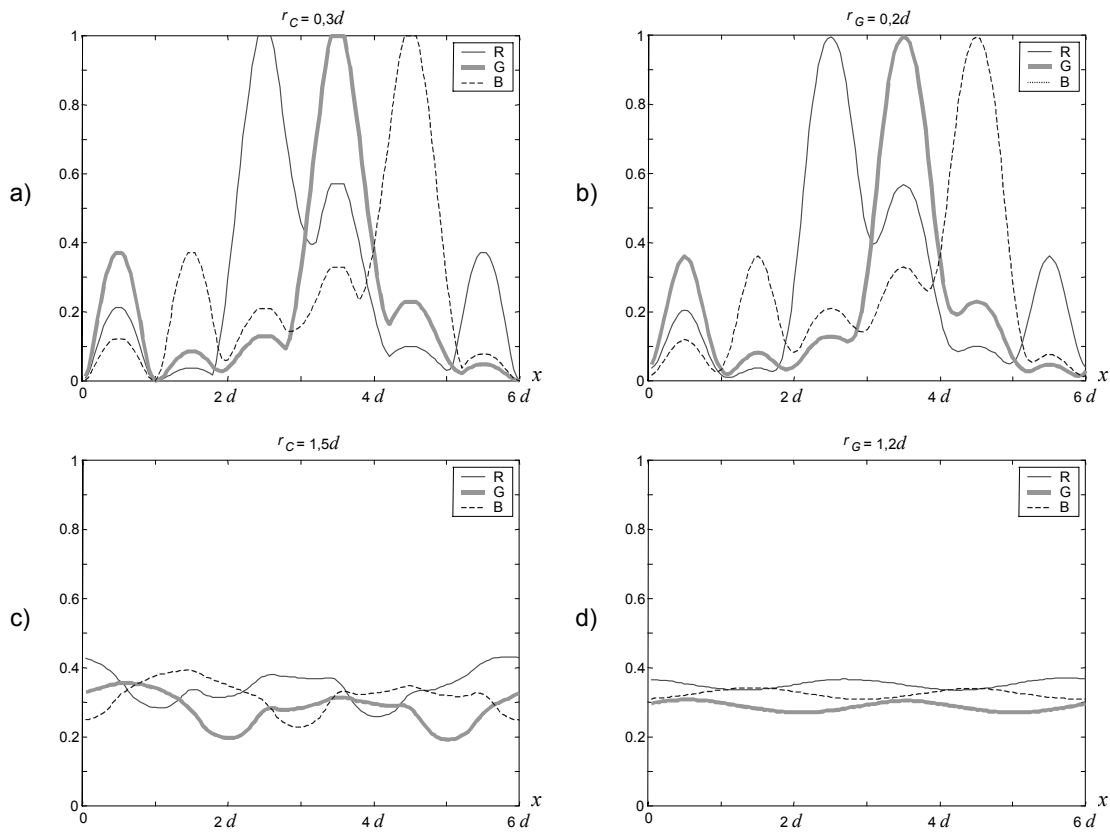 r_C = 0,3d
1
0.8
0.6
0.4
0.2
0
R
G
B
a)
0
2 d
4 d
6 d
x
r_G = 0,2d
1
0.8
0.6
0.4
0.2
0
R
G
B
b)
0
2 d
4 d
6 d
x
r_C = 1,5d
1
0.8
0.6
0.4
0.2
0
R
G
B
c)
0
2 d
4 d
6 d
x
r_G = 1,2d
1
0.8
0.6
0.4
0.2
0
R
G
B
d)
0
2 d
4 d
6 d
x